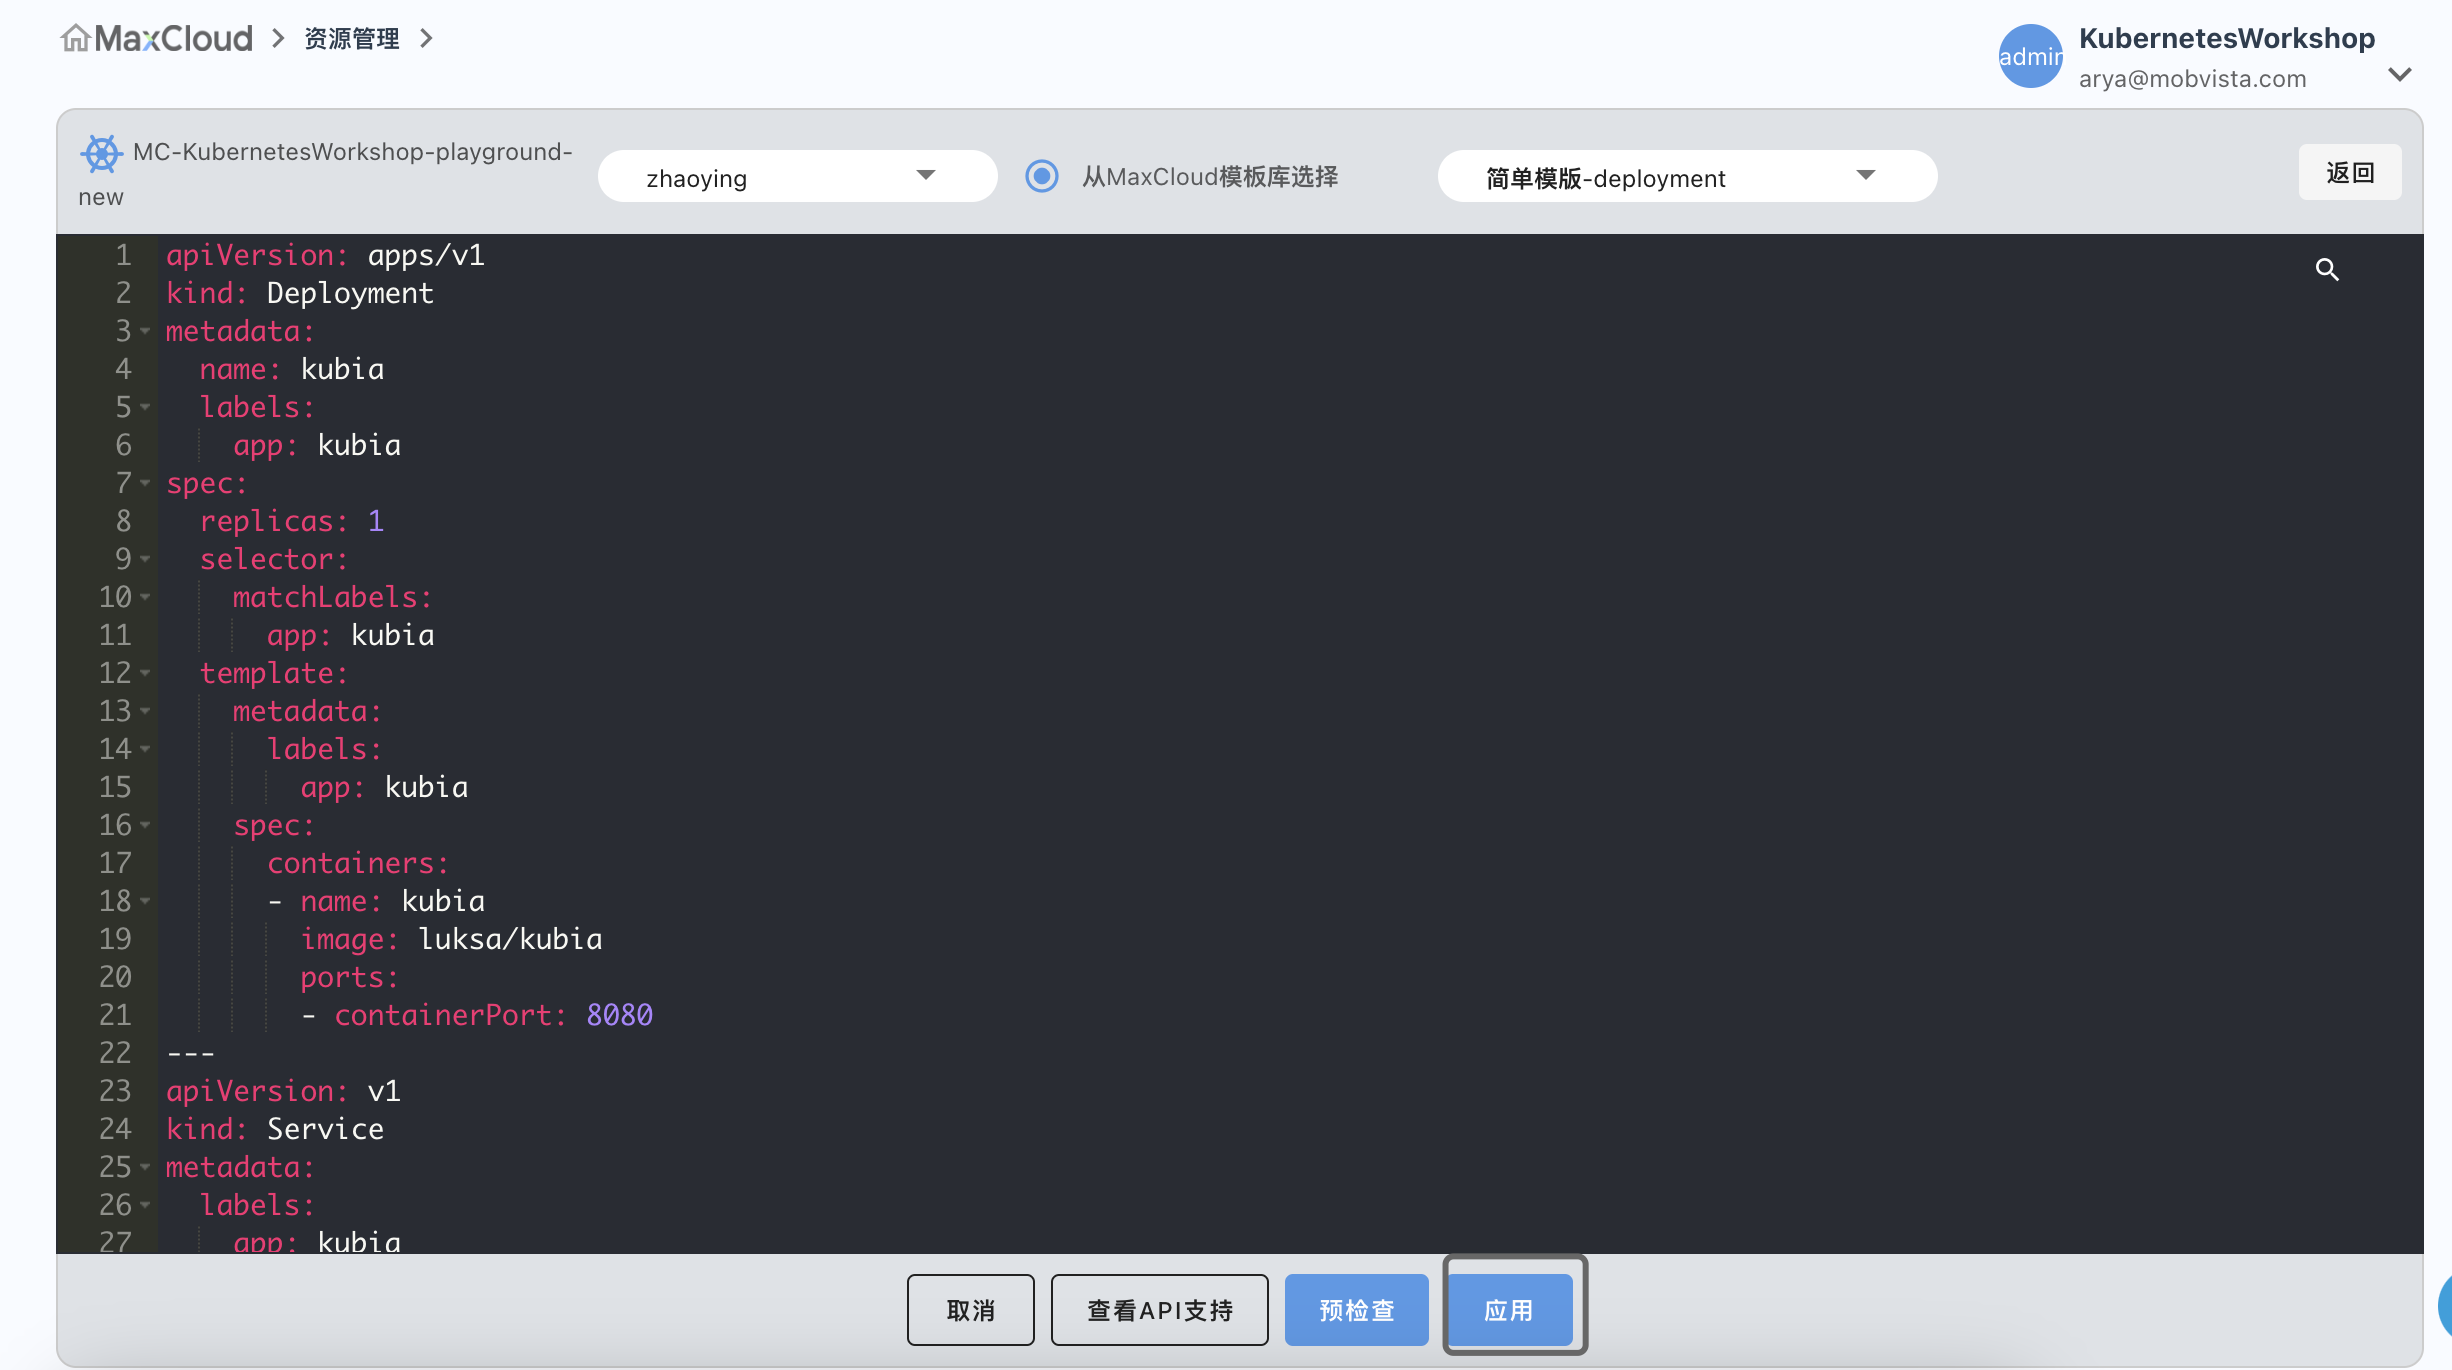 MaxCloud > 资源管理 >
admin
KubernetesWorkshop
arya@mobvista.com
MC-KubernetesWorkshop-playground-
new
zhaoying
从MaxCloud模板库选择
简单模版-deployment
返回
1 apiVersion: apps/v1
2 kind: Deployment
3 metadata:
4   name: kubia
5   labels:
6     app: kubia
7 spec:
8   replicas: 1
9   selector:
10     matchLabels:
11       app: kubia
12   template:
13     metadata:
14       labels:
15         app: kubia
16     spec:
17       containers:
18       - name: kubia
19         image: luksa/kubia
20         ports:
21         - containerPort: 8080
22 ---
23 apiVersion: v1
24 kind: Service
25 metadata:
26   labels:
27     app: kubia
取消
查看API支持
预检查
应用